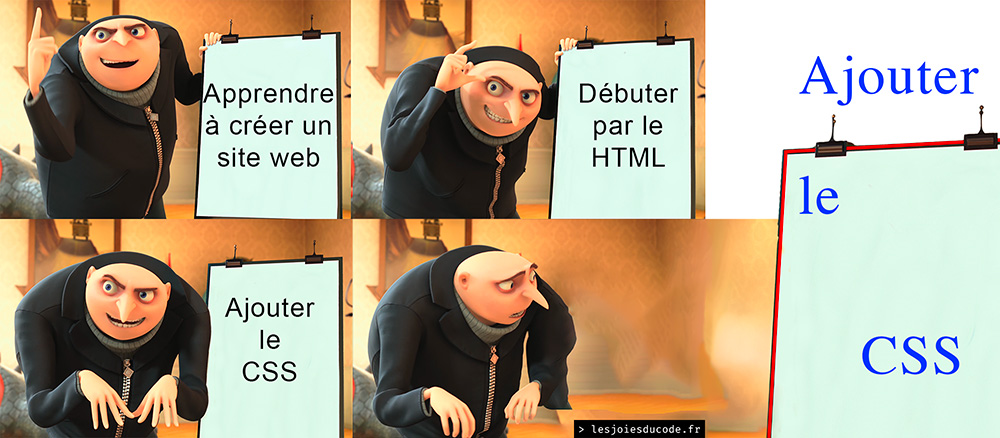 Apprendre
à créer un
site web
Débuter
par le
HTML
Ajouter
le
CSS
Ajouter
le
CSS
> lesjoiesducode.fr